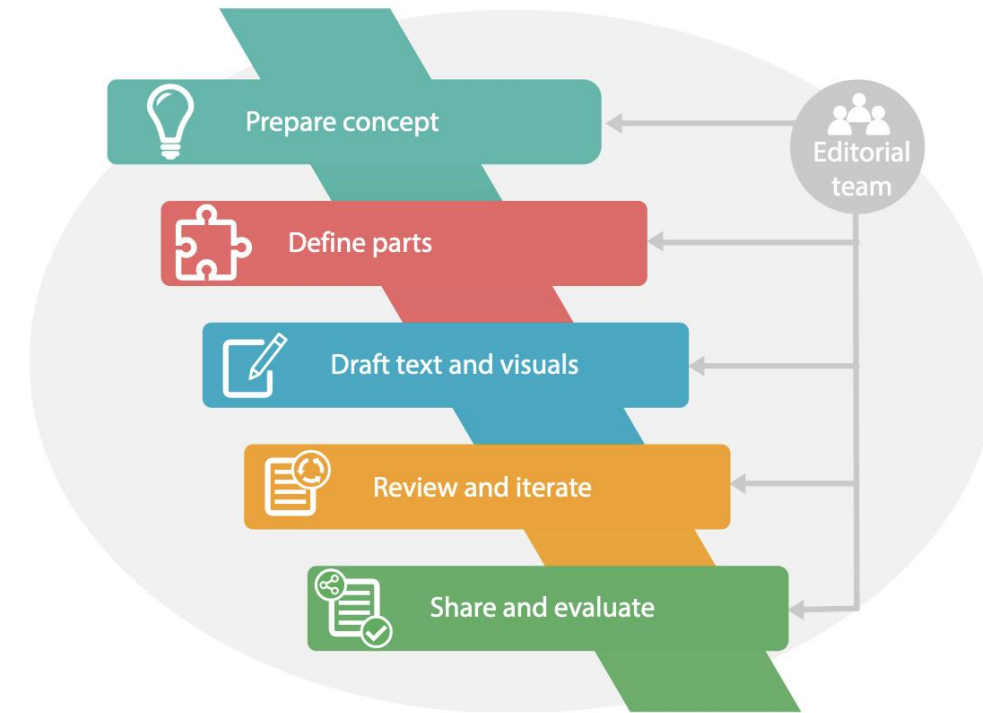 Prepare concept
Editorial
team
Define parts
Draft text and visuals
Review and iterate
Share and evaluate